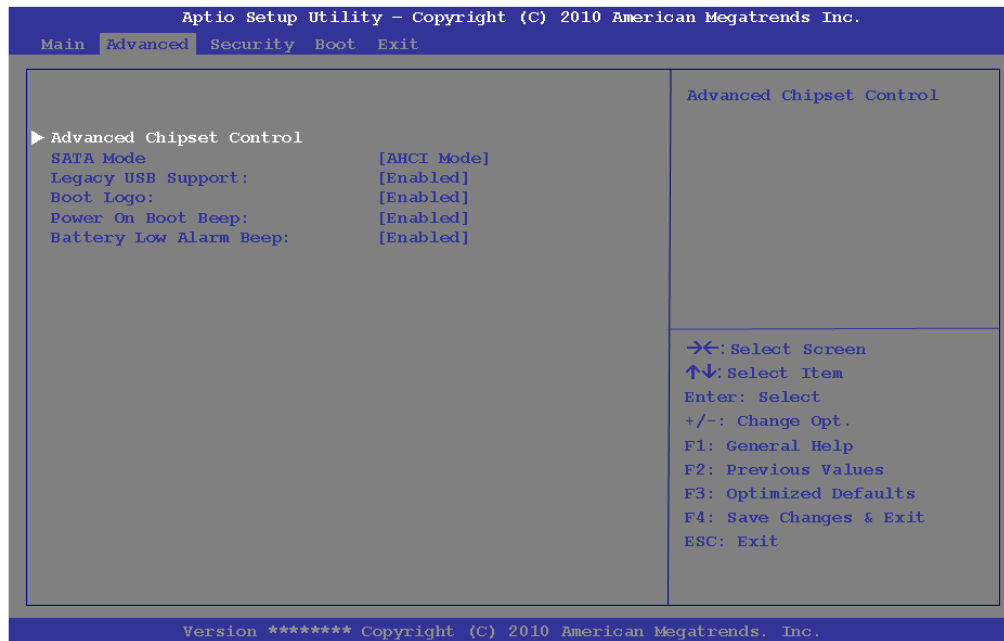 Aptio Setup Utility – Copyright (C) 2010 American Megatrends Inc.
Main Advanced Security Boot Exit
Advanced Chipset Control
SATA Mode [AHCI Mode]
Legacy USB Support: [Enabled]
Boot Logo: [Enabled]
Power On Boot Beep: [Enabled]
Battery Low Alarm Beep: [Enabled]
Advanced Chipset Control
→←: Select Screen
↑↓: Select Item
Enter: Select
+/-: Change Opt.
F1: General Help
F2: Previous Values
F3: Optimized Defaults
F4: Save Changes & Exit
ESC: Exit
Version ******** Copyright (C) 2010 American Megatrends. Inc.